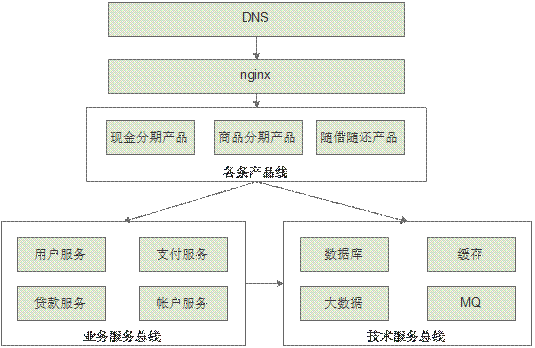 DNS
nginx
现金分期产品 商品分期产品 随借随还产品
各条产品线
用户服务 支付服务 数据库 缓存
贷款服务 帐户服务 大数据 MQ
业务服务总线 技术服务总线